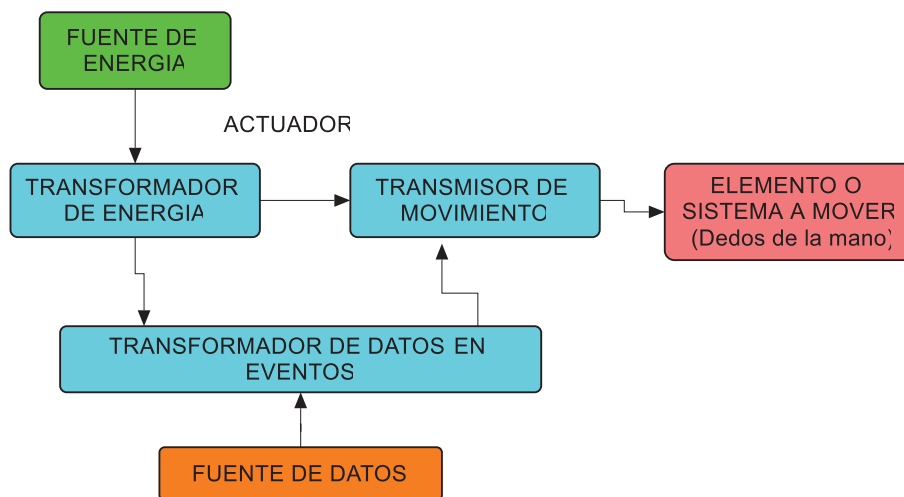 FUENTE DE
ENERGIA
ACTUADOR
TRANSFORMADOR
DE ENERGIA
TRANSMISOR DE
MOVIMIENTO
ELEMENTO O
SISTEMA A MOVER
(Dedos de la mano)
TRANSFORMADOR DE DATOS EN
EVENTOS
FUENTE DE DATOS